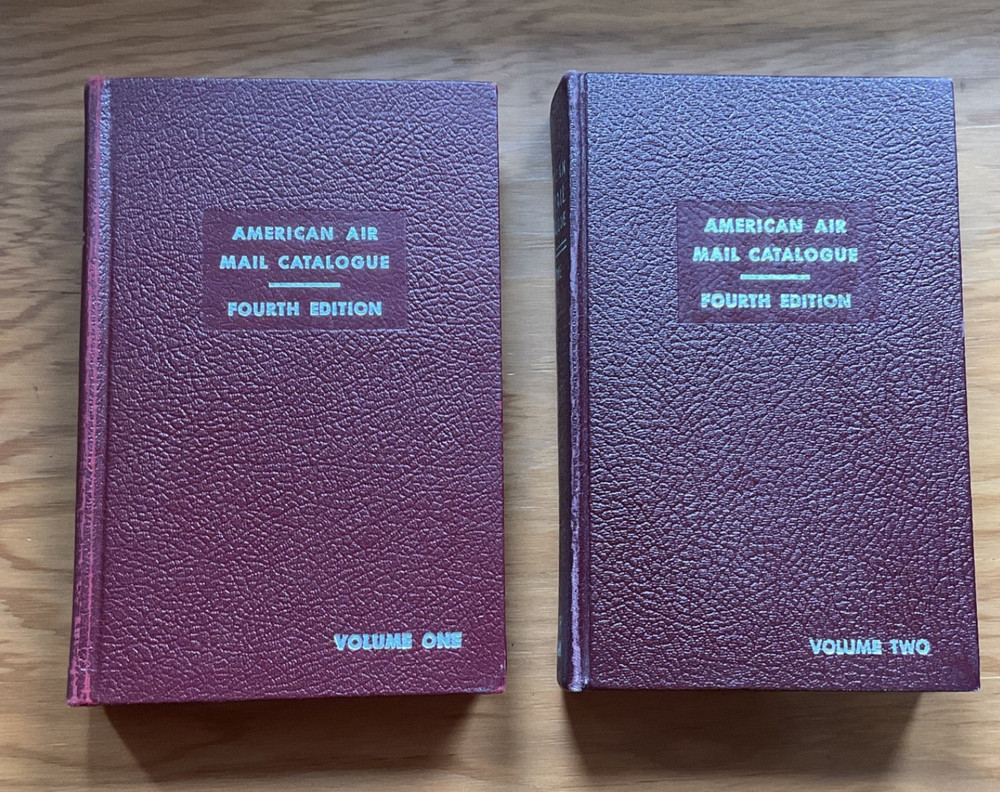 AMERICAN AIR
MAIL CATALOGUE
FOURTH EDITION
VOLUME ONE
AMERICAN AIR
MAIL CATALOGUE
FOURTH EDITION
VOLUME TWO